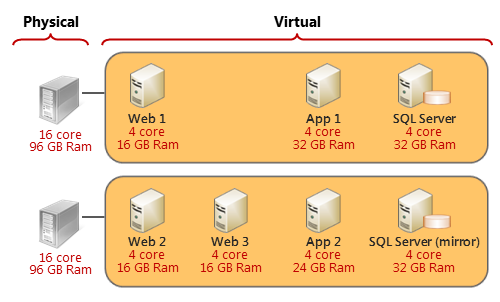 Physical
Virtual
16 core
96 GB Ram
Web 1
4 core
16 GB Ram
App 1
4 core
32 GB Ram
SQL Server
4 core
32 GB Ram
16 core
96 GB Ram
Web 2
4 core
16 GB Ram
Web 3
4 core
16 GB Ram
App 2
4 core
24 GB Ram
SQL Server (mirror)
4 core
32 GB Ram